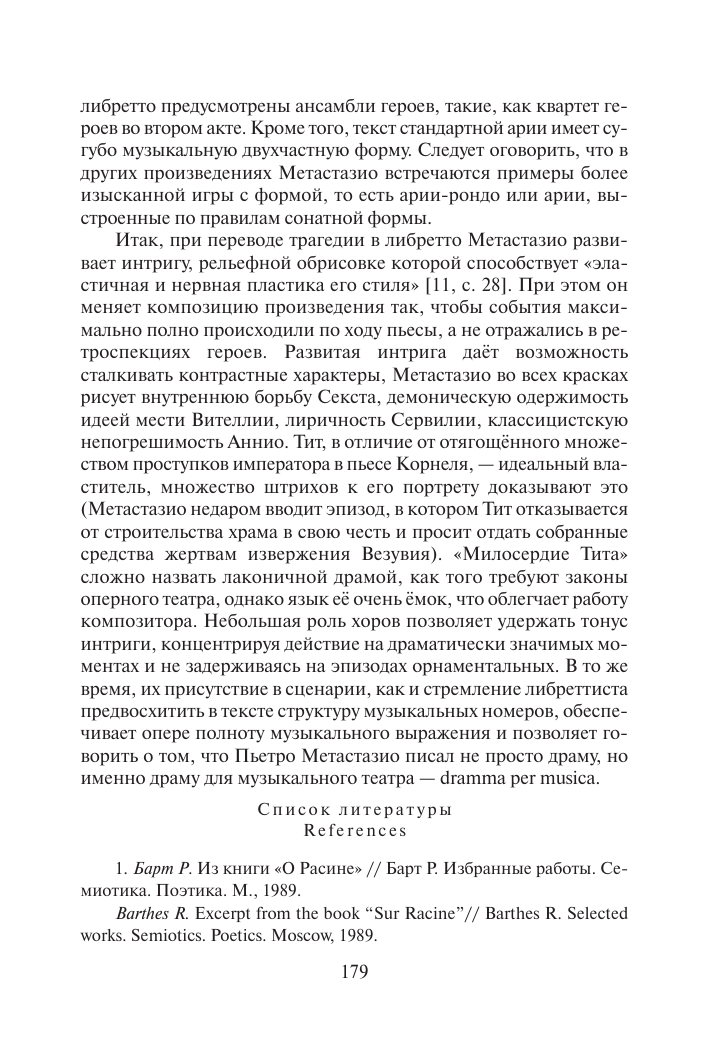 либретто предусмотрены ансамбли героев, такие, как квартет ге-
роев во втором акте. Кроме того, текст стандартной арии имеет су-
губо музыкальную двухчастную форму. Следует оговорить, что в
других произведениях Метастазио встречаются примеры более
изысканной игры с формой, то есть арии-рондо или арии, вы-
строенные по правилам сонатной формы.
Итак, при переводе трагедии в либретто Метастазио разви-
вает интригу, рельефной обрисовке которой способствует «эла-
стичная и нервная пластика его стиля» [11, с. 28]. При этом он
меняет композицию произведения так, чтобы события макси-
мально полно происходили по ходу пьесы, а не отражались в ре-
троспекциях героев. Развитая интрига даёт возможность
сталкивать контрастные характеры, Метастазио во всех красках
рисует внутреннюю борьбу Секста, демоническую одержимость
идеей мести Вителлии, лиричность Сервилии, классицистскую
непогрешимость Аннио. Тит, в отличие от отягощённого множе-
ством проступков императора в пьесе Корнеля, — идеальный вла-
ститель, множество штрихов к его портрету доказывают это
(Метастазио недаром вводит эпизод, в котором Тит отказывается
от строительства храма в свою честь и просит отдать собранные
средства жертвам извержения Везувия). «Милосердие Тита»
сложно назвать лаконичной драмой, как того требуют законы
оперного театра, однако язык её очень ёмок, что облегчает работу
композитора. Небольшая роль хоров позволяет удержать тонус
интриги, концентрируя действие на драматически значимых мо-
ментах и не задерживаясь на эпизодах орнаментальных. В то же
время, их присутствие в сценарии, как и стремление либреттиста
предвосхитить в тексте структуру музыкальных номеров, обеспе-
чивает опере полноту музыкального выражения и позволяет го-
ворить о том, что Пьетро Метастазио писал не просто драму, но
именно драму для музыкального театра — dramma per musica.
Список литературы
References
1. Барт Р. Из книги «О Расине» // Барт Р. Избранные работы. Се-
миотика. Поэтика. М., 1989.
Barthes R. Excerpt from the book “Sur Racine”// Barthes R. Selected
works. Semiotics. Poetics. Moscow, 1989.
179